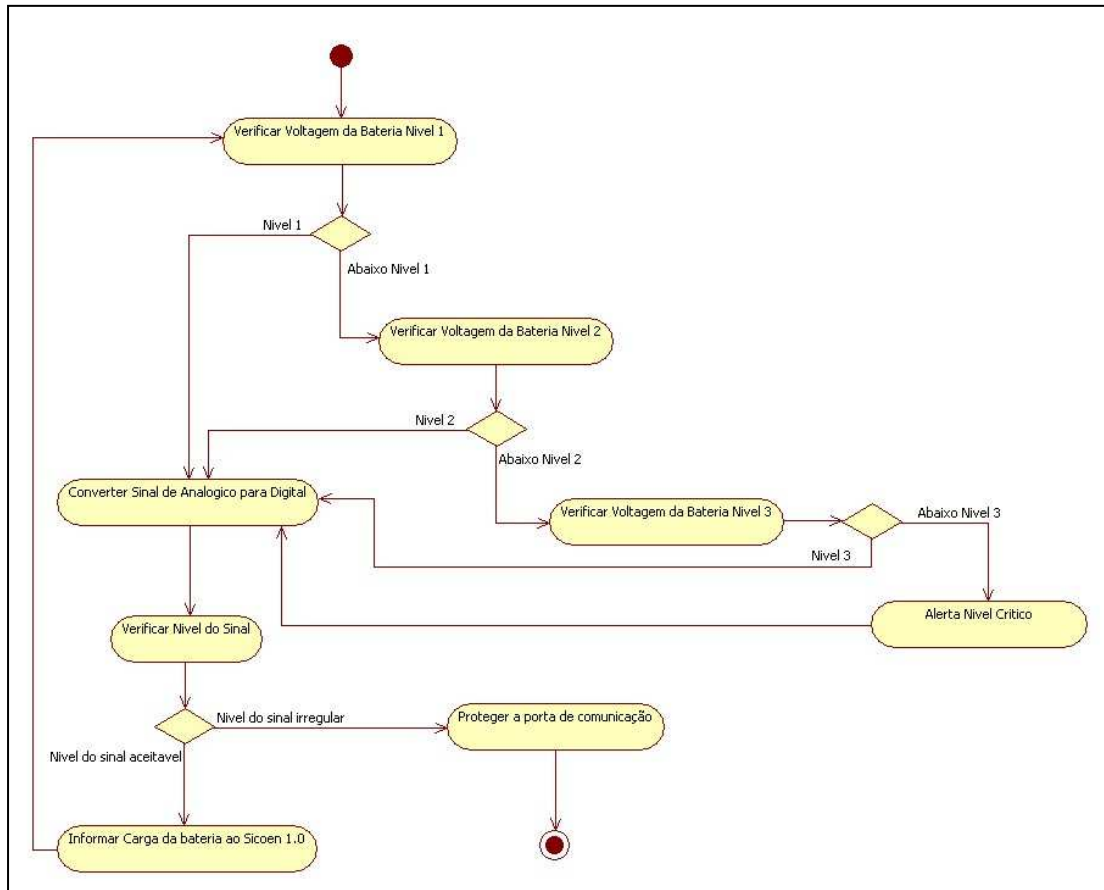 Verificar Voltagem da Bateria Nivel 1
Nivel 1
Abaixo Nivel 1
Verificar Voltagem da Bateria Nivel 2
Nivel 2
Abaixo Nivel 2
Converter Sinal de Analogico para Digital
Verificar Voltagem da Bateria Nivel 3
Abaixo Nivel 3
Nivel 3
Alerta Nivel Critico
Verificar Nivel do Sinal
Nivel do sinal irregular
Proteger a porta de comunicação
Nivel do sinal aceitavel
Informar Carga da bateria ao Sicoen 1.0